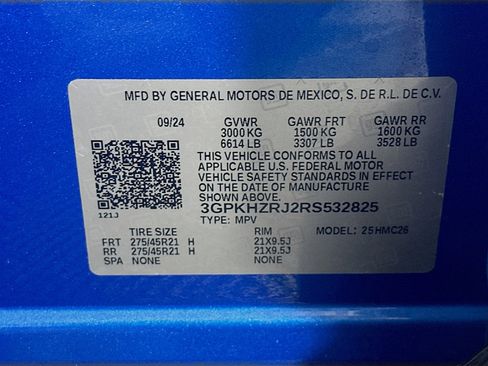 MFD BY GENERAL MOTORS DE MEXICO, S. DE R.L. DE C.V.
09/24 GVWR GAWR FRT GAWR RR
3000 KG 1500 KG 1600 KG
6614 LB 3307 LB 3528 LB
THIS VEHICLE CONFORMS TO ALL
APPLICABLE U.S. FEDERAL MOTOR
VEHICLE SAFETY STANDARDS IN EFFECT
ON THE DATE OF MANUFACTURE
SHOWN ABOVE.
3GPKHZRJ2RS532825
121J TYPE: MPV
TIRE SIZE RIM MODEL: 25HMC26
FRT 275/45R21 H 21X9.5J
RR 275/45R21 H 21X9.5J
SPA NONE NONE